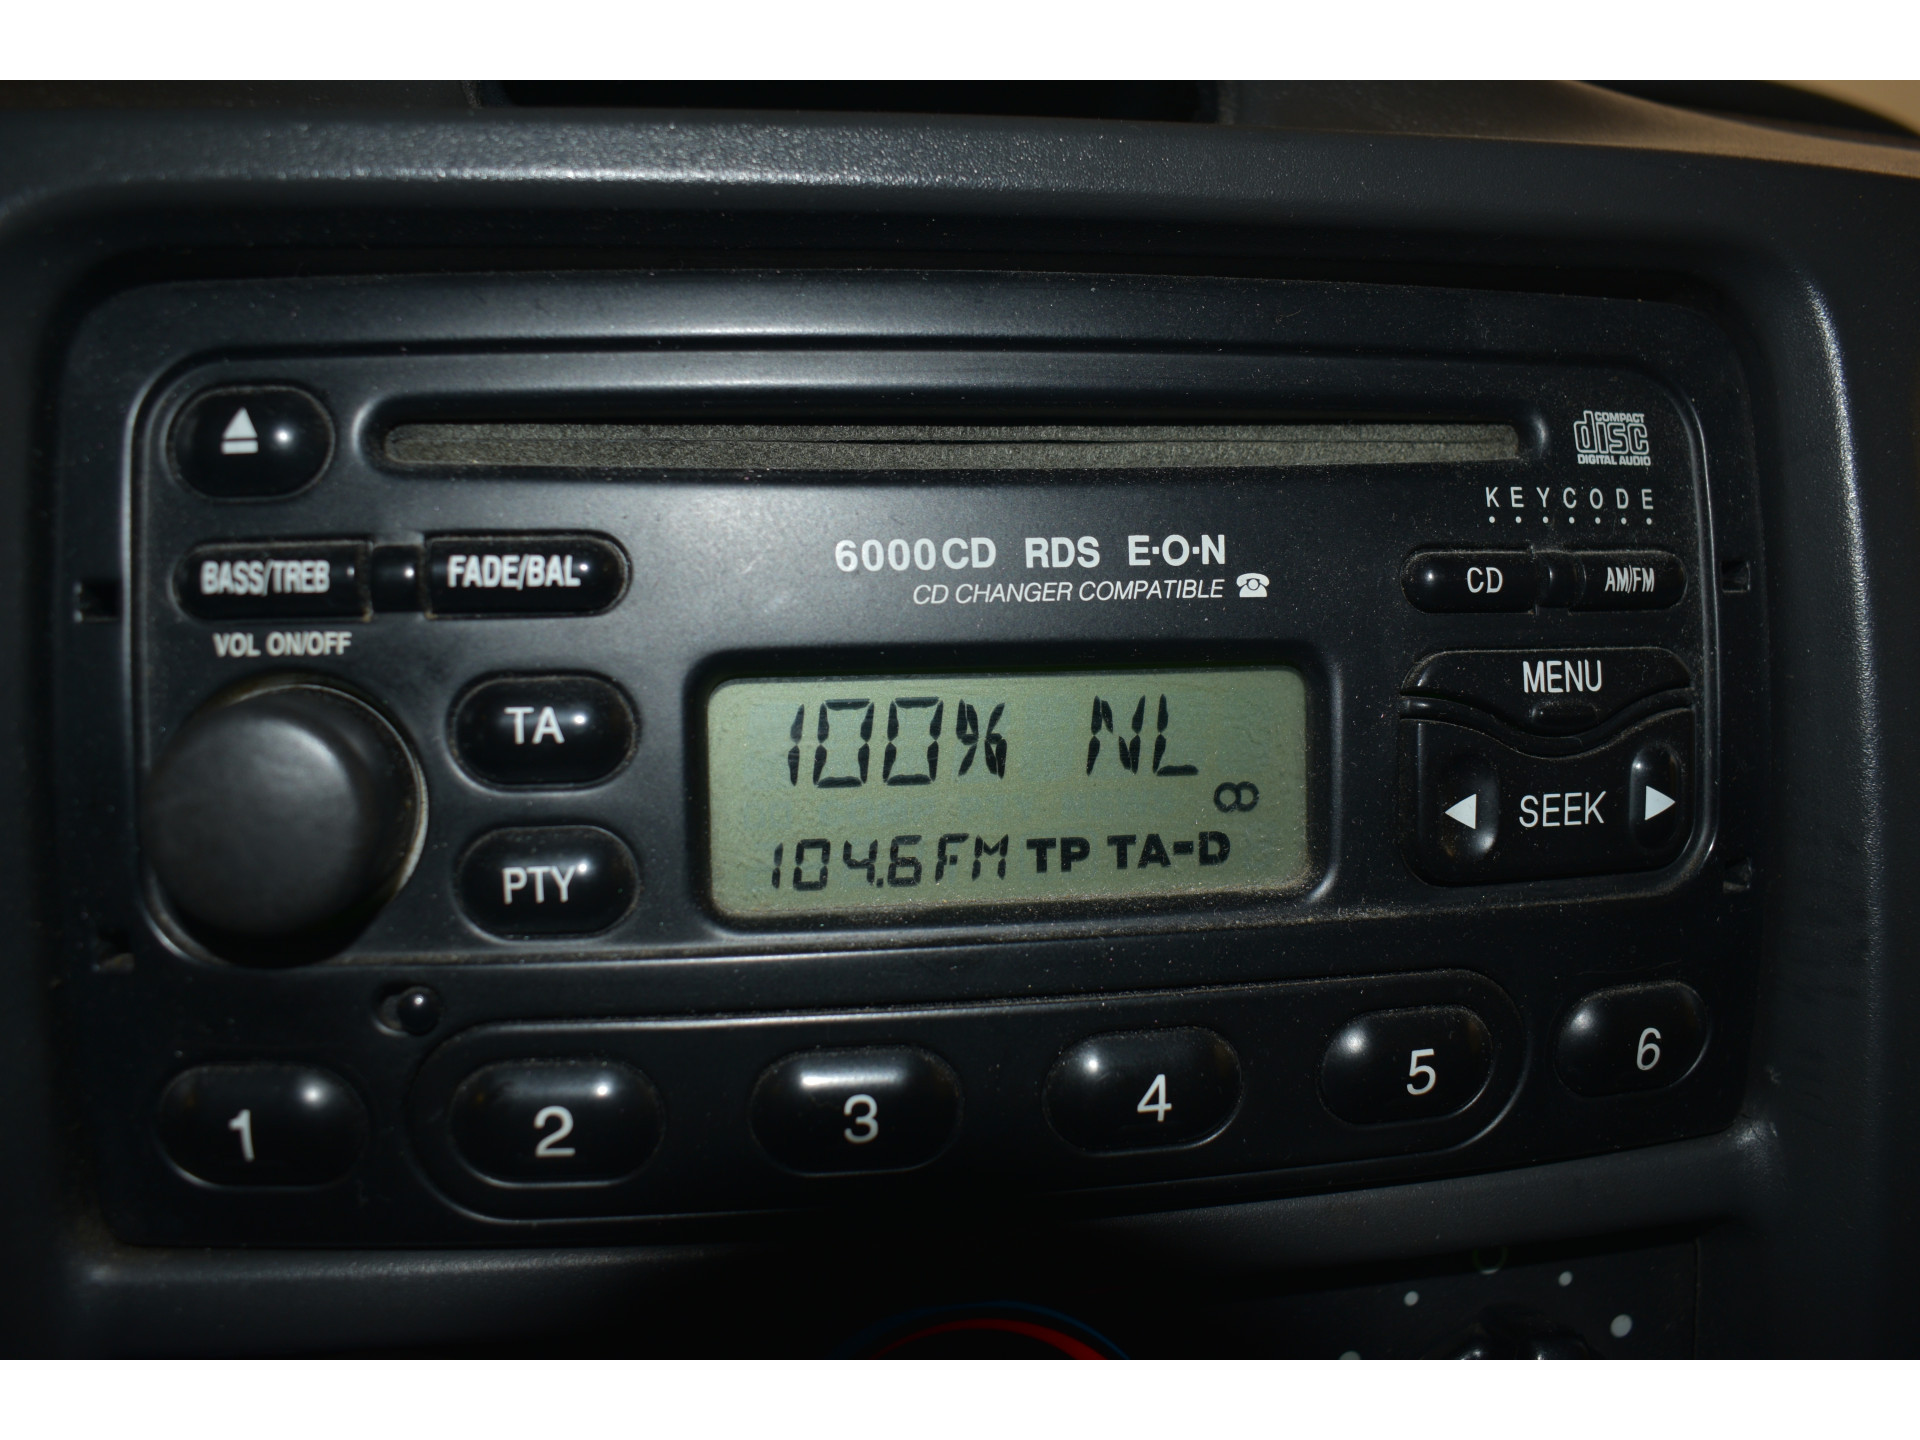 COMPACT
disc
DIGITAL AUDIO
KEYCODE
6000CD RDS E·O·N
CD CHANGER COMPATIBLE
BASS/TREB FADE/BAL
CD AM/FM
VOL ON/OFF
MENU
TA
100% NL
SEEK
104.6FM TP TA-D
PTY
1 2 3 4 5 6